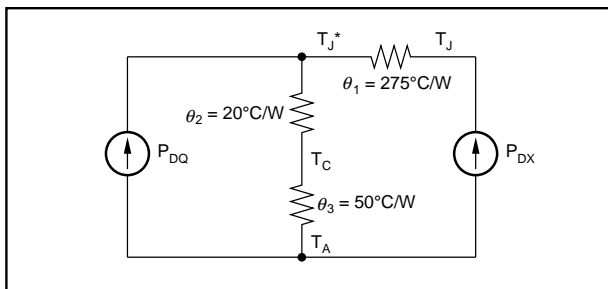 T_J* T_J
θ_1 = 275°C/W
θ_2 = 20°C/W
P_DQ T_C P_DX
θ_3 = 50°C/W
T_A